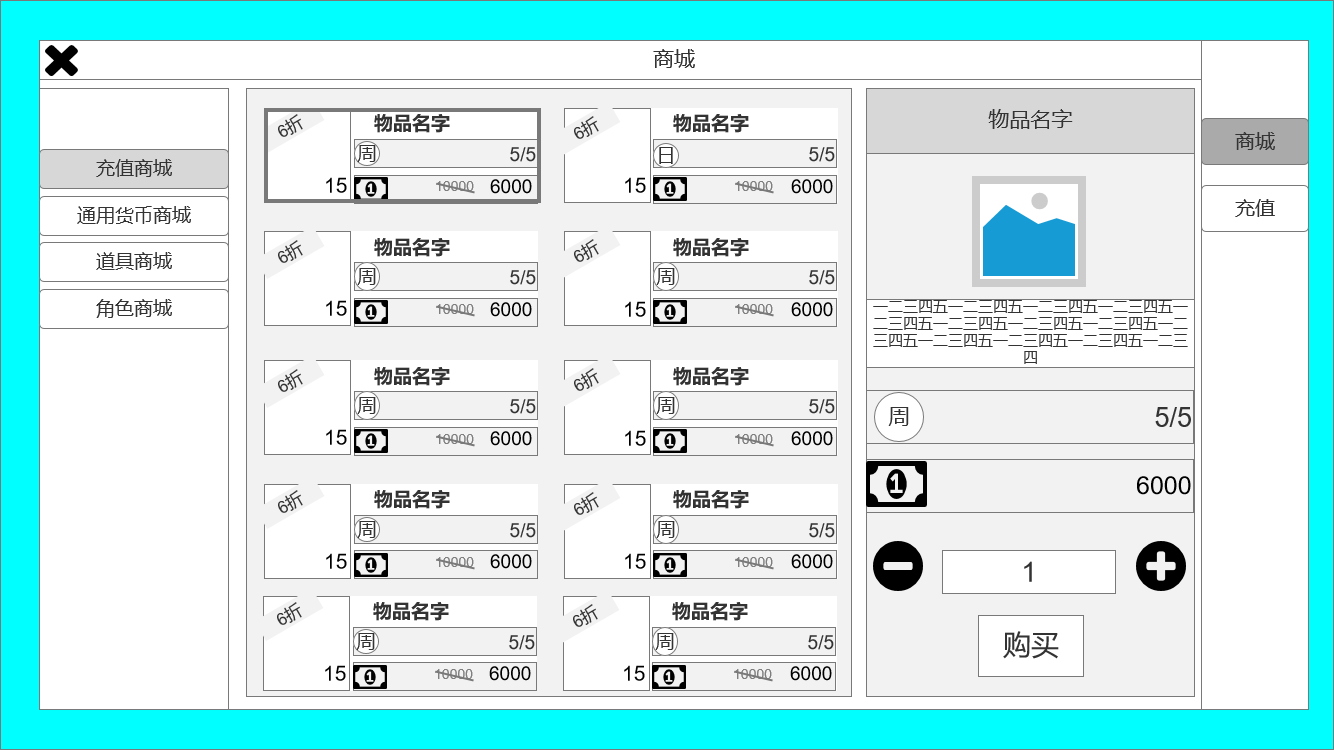 商城
充值商城
通用货币商城
道具商城
角色商城
6折
物品名字
周
5/5
15
1
10000
6000
6折
物品名字
日
5/5
15
1
10000
6000
6折
物品名字
周
5/5
15
1
10000
6000
6折
物品名字
周
5/5
15
1
10000
6000
6折
物品名字
周
5/5
15
1
10000
6000
6折
物品名字
周
5/5
15
1
10000
6000
6折
物品名字
周
5/5
15
1
10000
6000
6折
物品名字
周
5/5
15
1
10000
6000
6折
物品名字
周
5/5
15
1
10000
6000
6折
物品名字
周
5/5
15
1
10000
6000
物品名字
一二三四五一二三四五一二三四五一二三四五一
二三四五一二三四五一二三四五一二三四五一二
三四五一二三四五一二三四五一二三四五一二三
四
周
5/5
1
6000
1
购买
商城
充值